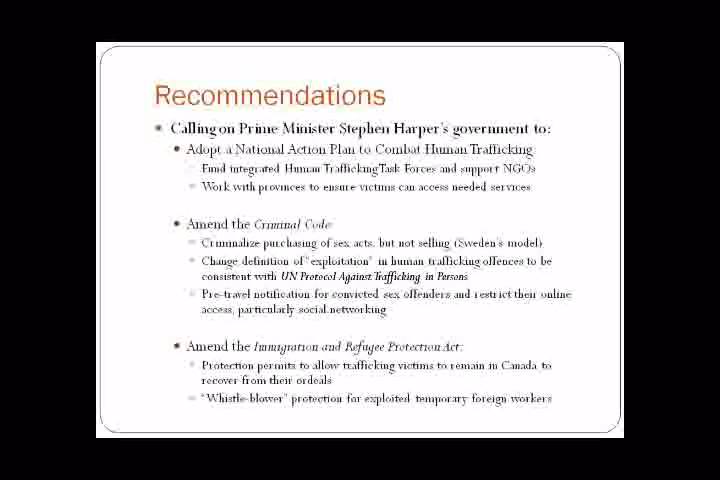 Recommendations
Calling on Prime Minister Stephen Harper's government to:
Adopt a National Action Plan to Combat Human Trafficking
Fund integrated Human Trafficking Task Forces and support NGOs
Work with provinces to ensure victims can access needed services
Amend the Criminal Code:
Criminalize purchasing of sex acts, but not selling (Sweden's model)
Change definition of "exploitation" in human trafficking offences to be
consistent with UN Protocol Against Trafficking in Persons
Pre-travel notification for convicted sex offenders and restrict their online
access, particularly social networking
Amend the Immigration and Refugee Protection Act:
Protection permits to allow trafficking victims to remain in Canada to
recover from their ordeals
"Whistle-blower" protection for exploited temporary foreign workers